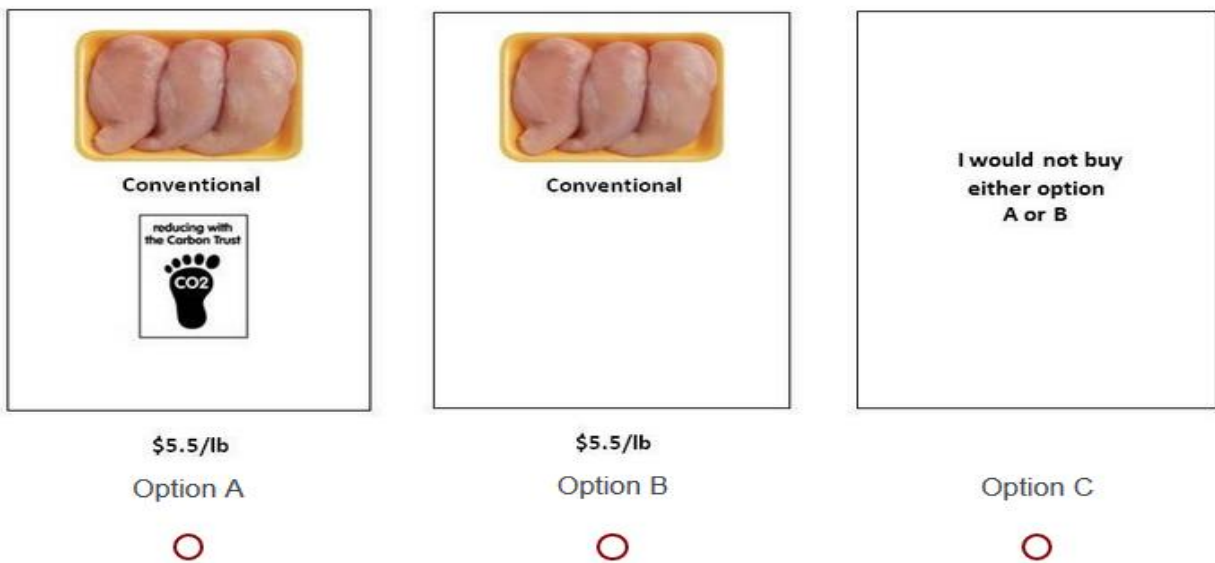 Conventional
reducing with
the Carbon Trust
CO2
$5.5/lb
Option A
Conventional
$5.5/lb
Option B
I would not buy
either option
A or B
Option C